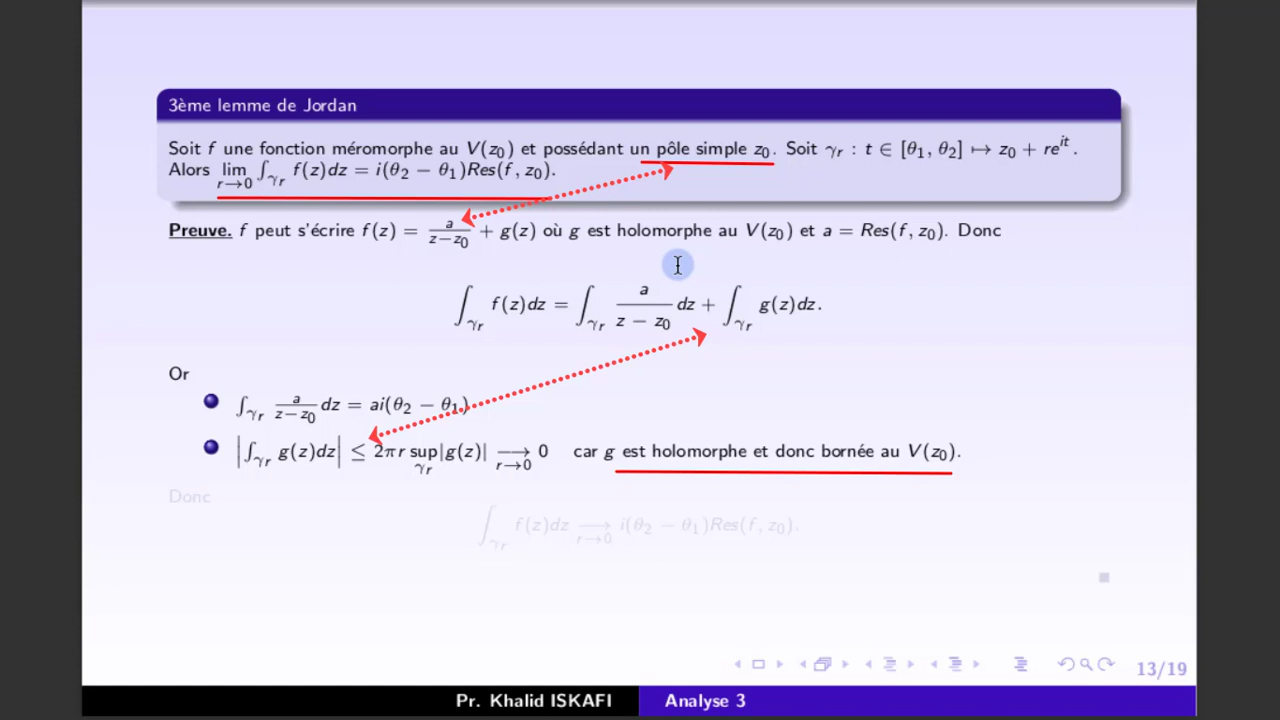 3ème lemme de Jordan
Soit f une fonction méromorphe au V(z₀) et possédant un pôle simple z₀. Soit γᵣ : t ∈ [θ₁, θ₂] ↦ z₀ + reⁱᵗ.
Alors lim_{r→0} ∫_{γᵣ} f(z)dz = i(θ₂ − θ₁)Res(f, z₀).
Preuve. f peut s'écrire f(z) = a/(z−z₀) + g(z) où g est holomorphe au V(z₀) et a = Res(f, z₀). Donc
∫_{γᵣ} f(z)dz = ∫_{γᵣ} a/(z − z₀) dz + ∫_{γᵣ} g(z)dz.
Or
∫_{γᵣ} a/(z−z₀) dz = ai(θ₂ − θ₁)
|∫_{γᵣ} g(z)dz| ≤ 2πr sup_{γᵣ}|g(z)| ⟶_{r→0} 0 car g est holomorphe et donc bornée au V(z₀).
Donc
∫_{γᵣ} f(z)dz ⟶_{r→0} i(θ₂ − θ₁)Res(f, z₀).
13/19
Pr. Khalid ISKAFI Analyse 3